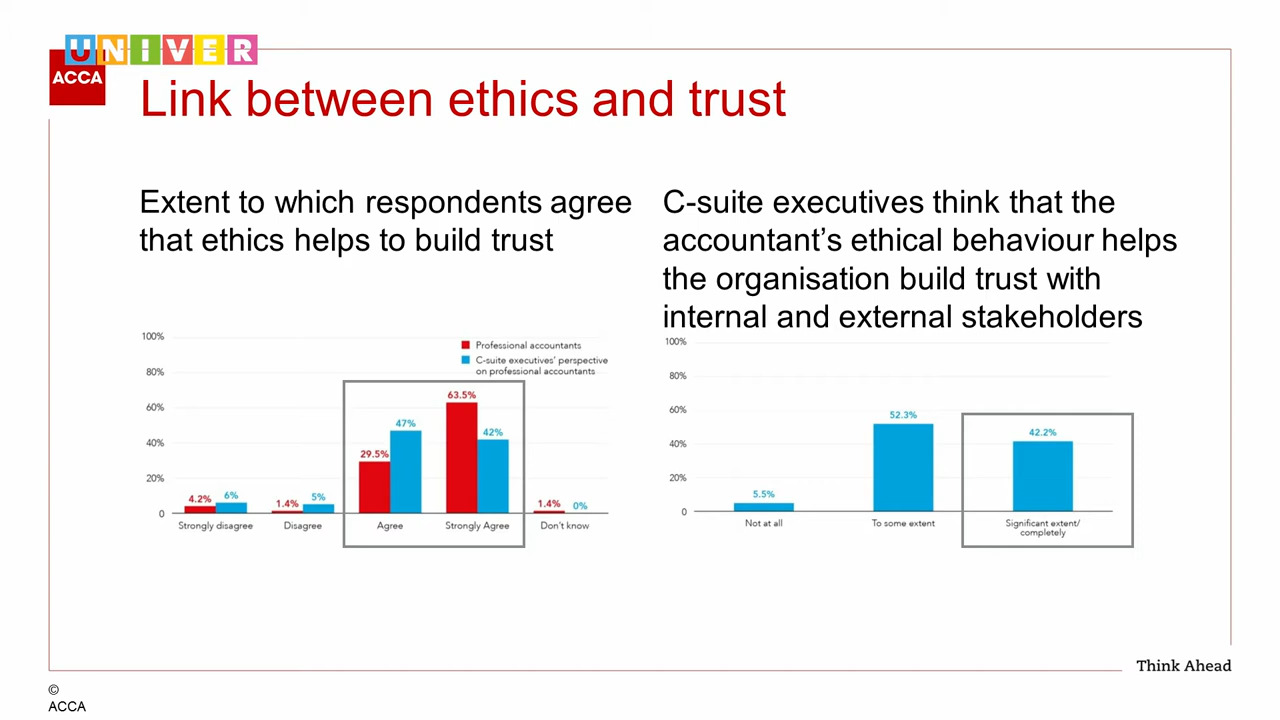 UNIVER
ACCA
Link between ethics and trust
Extent to which respondents agree
that ethics helps to build trust
100%
80%
60%
40%
20%
0
Professional accountants
C-suite executives' perspective
on professional accountants
4.2%
6%
1.4%
5%
29.5%
47%
63.5%
42%
1.4%
0%
Strongly disagree
Disagree
Agree
Strongly Agree
Don't know
C-suite executives think that the
accountant’s ethical behaviour helps
the organisation build trust with
internal and external stakeholders
100%
80%
60%
40%
20%
0
5.5%
52.3%
42.2%
Not at all
To some extent
Significant extent/
completely
Think Ahead
©
ACCA